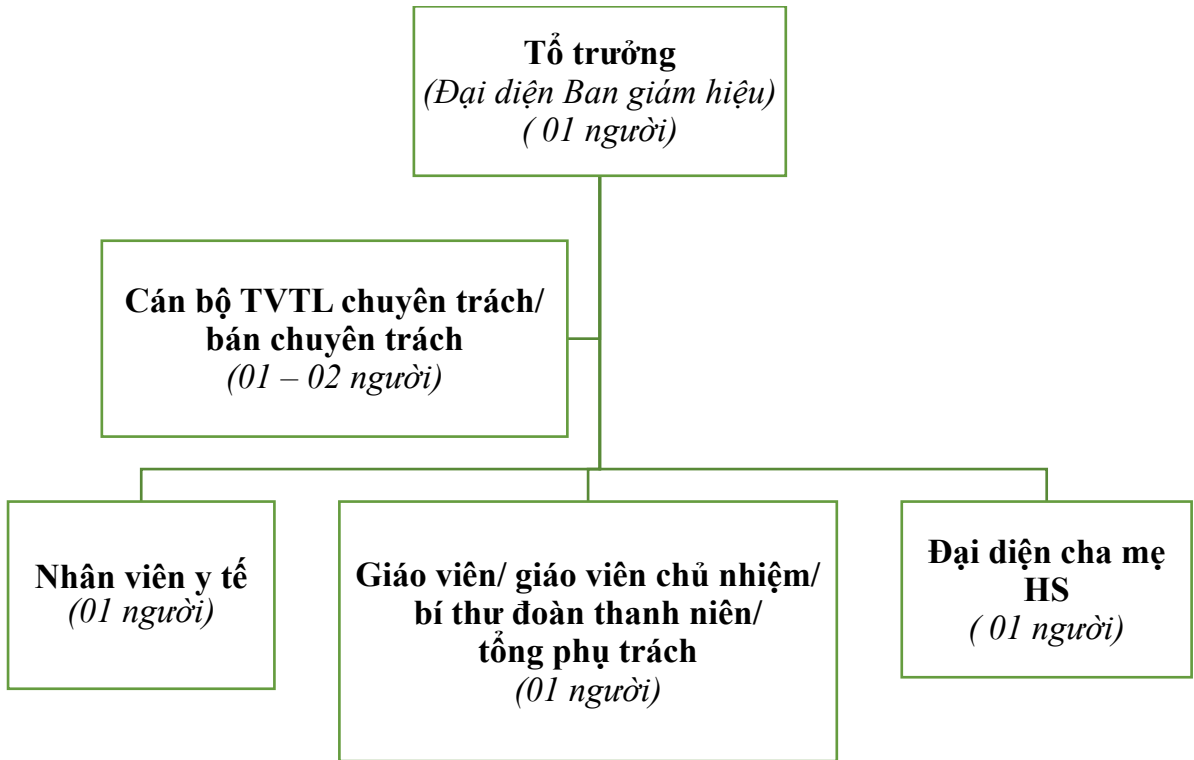 Tổ trưởng
(Đại diện Ban giám hiệu)
( 01 người)
Cán bộ TVTL chuyên trách/
bán chuyên trách
(01 – 02 người)
Nhân viên y tế
(01 người)
Giáo viên/ giáo viên chủ nhiệm/
bí thư đoàn thanh niên/
tổng phụ trách
(01 người)
Đại diện cha mẹ
HS
( 01 người)